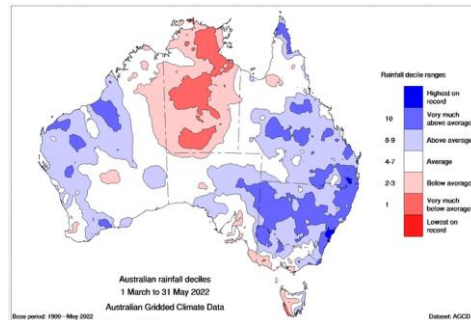 Rainfall decile ranges
Highest on
record
10
Very much
above average
8-9
Above average
4-7
Average
2-3
Below average
1
Very much
below average
Lowest on
record
Australian rainfall deciles
1 March to 31 May 2022
Australian Gridded Climate Data
Base period: 1900—May 2022
Dataset: AGCD